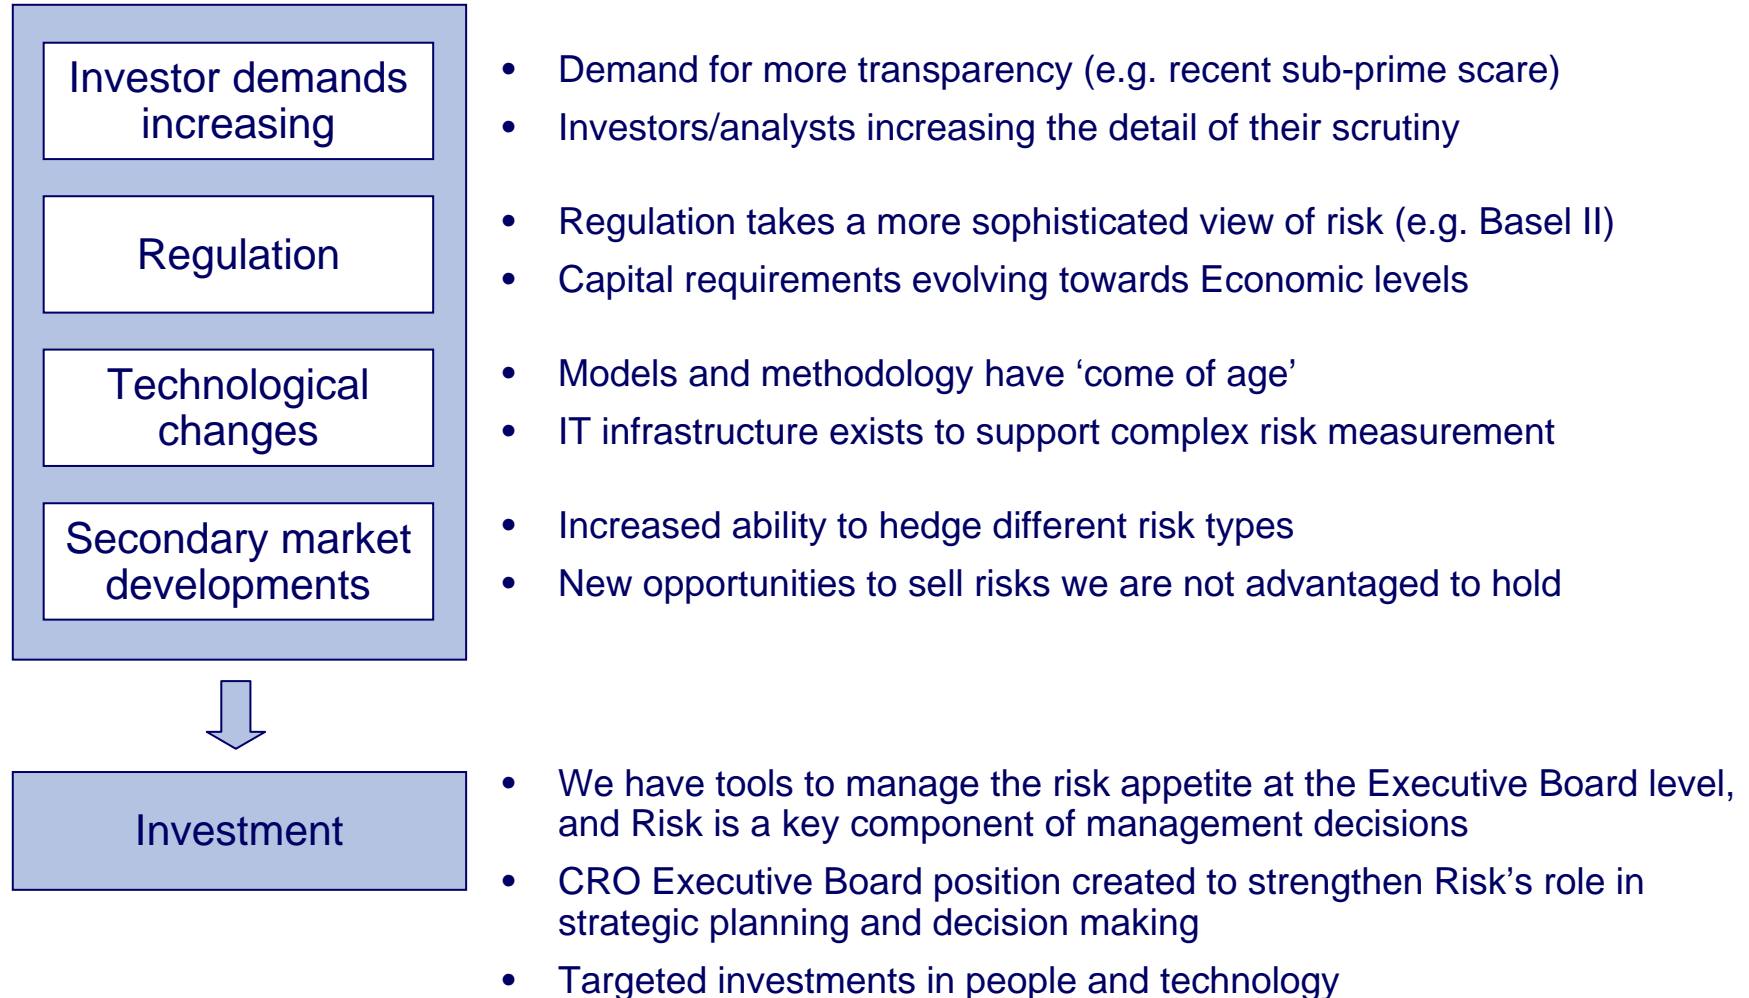 Investor demands
increasing
• Demand for more transparency (e.g. recent sub-prime scare)
• Investors/analysts increasing the detail of their scrutiny
Regulation
• Regulation takes a more sophisticated view of risk (e.g. Basel II)
• Capital requirements evolving towards Economic levels
Technological
changes
• Models and methodology have ‘come of age’
• IT infrastructure exists to support complex risk measurement
Secondary market
developments
• Increased ability to hedge different risk types
• New opportunities to sell risks we are not advantaged to hold
Investment
• We have tools to manage the risk appetite at the Executive Board level,
and Risk is a key component of management decisions
• CRO Executive Board position created to strengthen Risk’s role in
strategic planning and decision making
• Targeted investments in people and technology